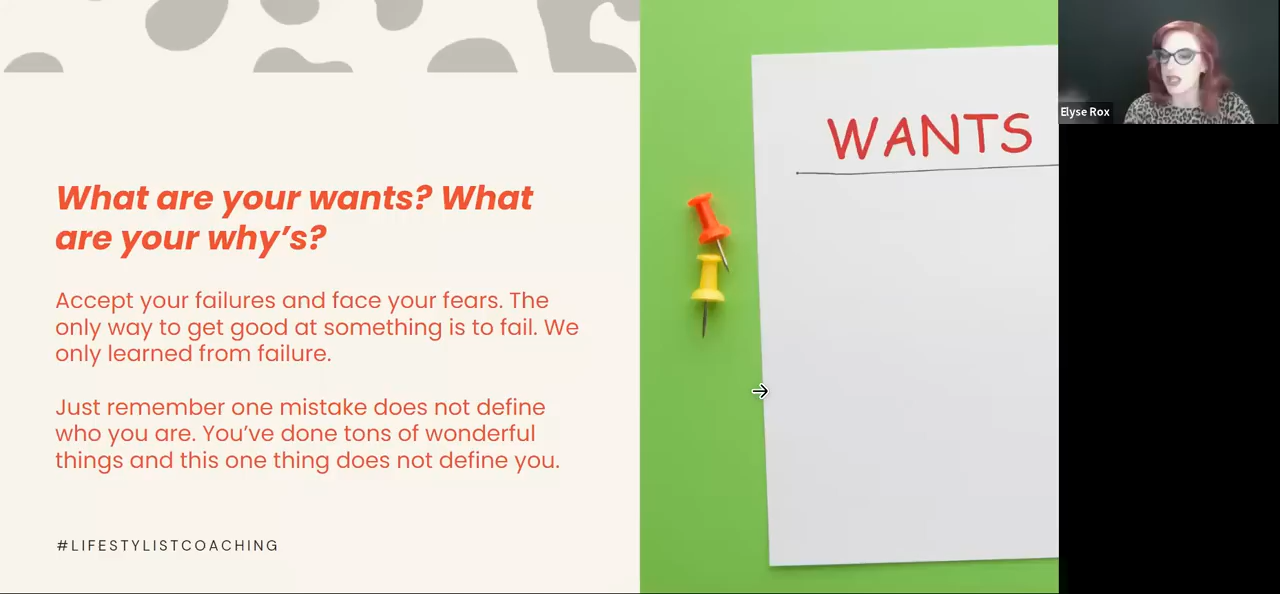 What are your wants? What
are your why’s?
Accept your failures and face your fears. The
only way to get good at something is to fail. We
only learned from failure.
Just remember one mistake does not define
who you are. You’ve done tons of wonderful
things and this one thing does not define you.
#LIFESTYLISTCOACHING
WANTS
Elyse Rox